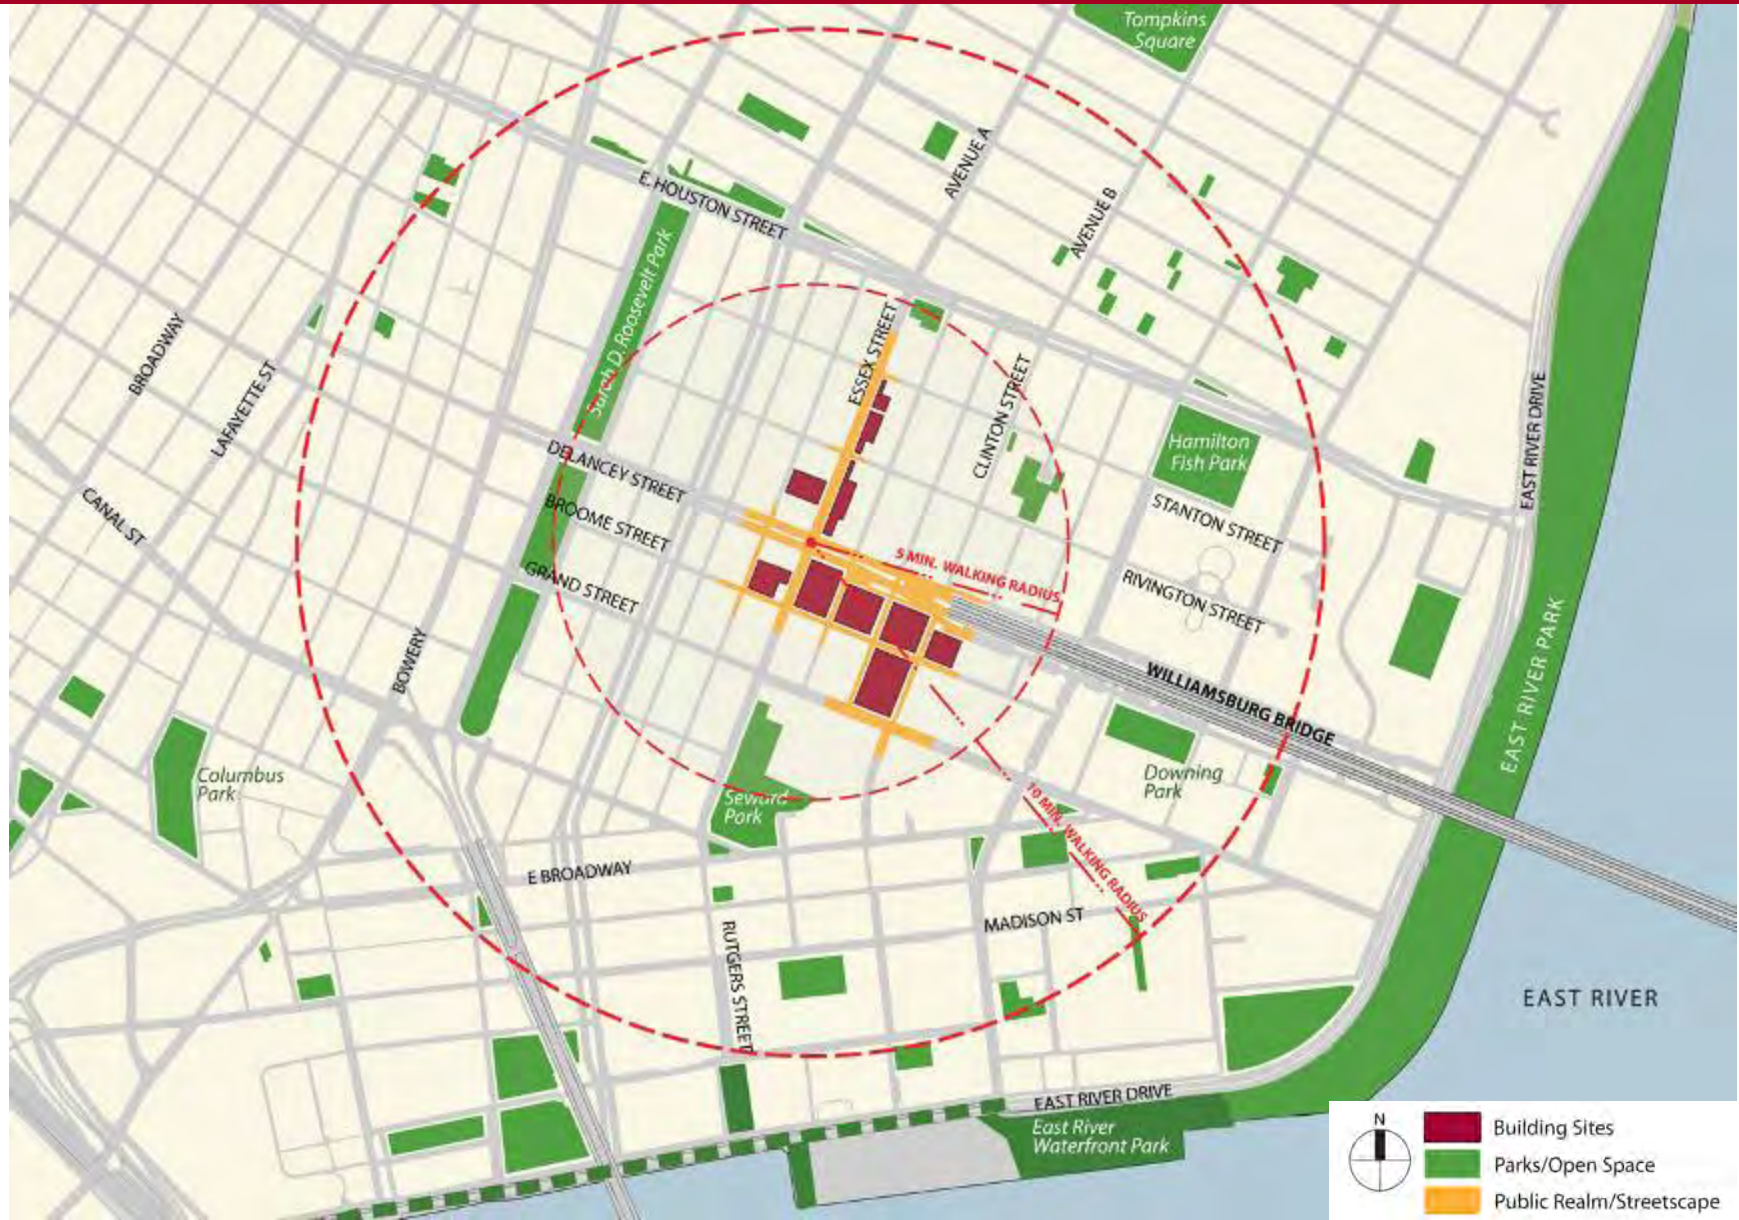 Tompkins
Square
AVENUE A
E. HOUSTON STREET
AVENUE B
Sarah D. Roosevelt Park
BROADWAY
LAFAYETTE ST
ESSEX STREET
CLINTON STREET
EAST RIVER DRIVE
Hamilton
Fish Park
DELANCEY STREET
CANAL ST
BROOME STREET
STANTON STREET
5 MIN. WALKING RADIUS
GRAND STREET
RIVINGTON STREET
BOWERY
EAST RIVER PARK
WILLIAMSBURG BRIDGE
Columbus
Park
Downing
Park
Seward
Park
10 MIN. WALKING RADIUS
E BROADWAY
MADISON ST
RUTGERS STREET
EAST RIVER
EAST RIVER DRIVE
East River
Waterfront Park
N
Building Sites
Parks/Open Space
Public Realm/Streetscape